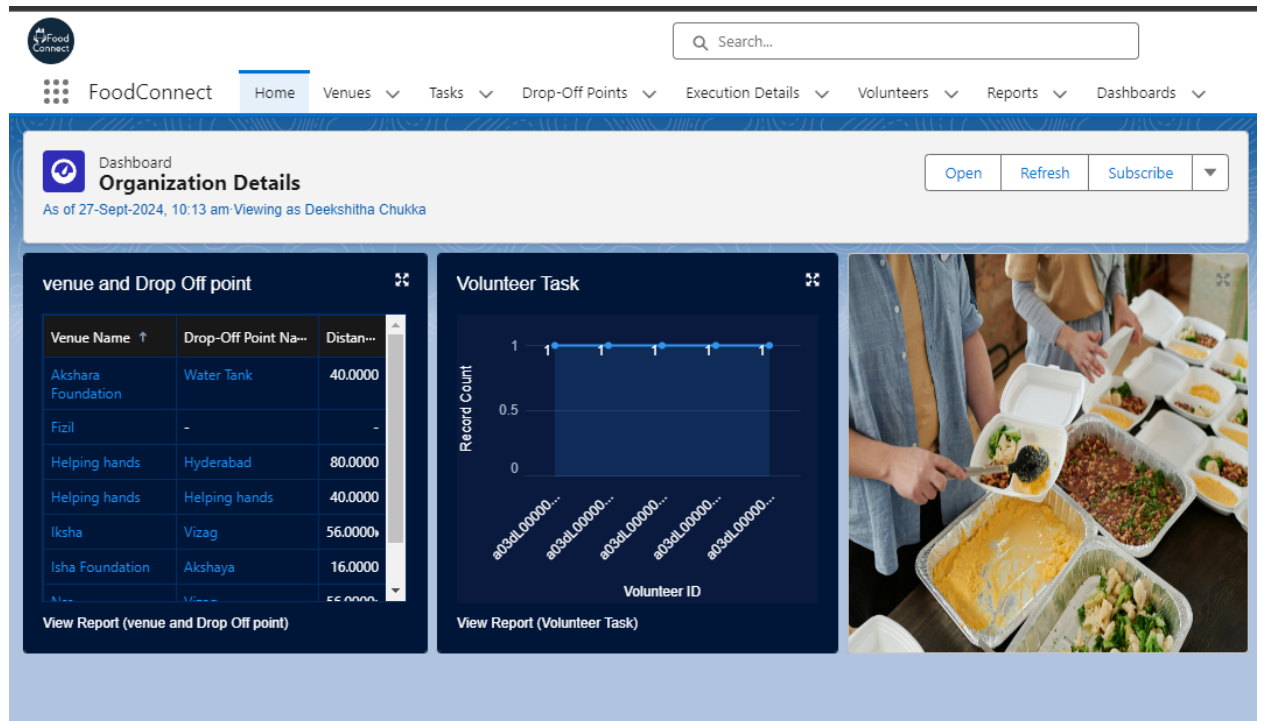 Food
Connect
Search...
FoodConnect Home Venues Tasks Drop-Off Points Execution Details Volunteers Reports Dashboards
Dashboard
Organization Details
As of 27-Sept-2024, 10:13 am·Viewing as Deekshitha Chukka
Open Refresh Subscribe
venue and Drop Off point
Venue Name ↑ Drop-Off Point Na... Distan...
Akshara Water Tank 40.0000
Foundation
Fizil - -
Helping hands Hyderabad 80.0000
Helping hands Helping hands 40.0000
Iksha Vizag 56.0000
Isha Foundation Akshaya 16.0000
View Report (venue and Drop Off point)
Volunteer Task
Record Count
1
0.5
0
1 1 1 1 1
a03dL00000... a03dL00000... a03dL00000... a03dL00000... a03dL00000...
Volunteer ID
View Report (Volunteer Task)